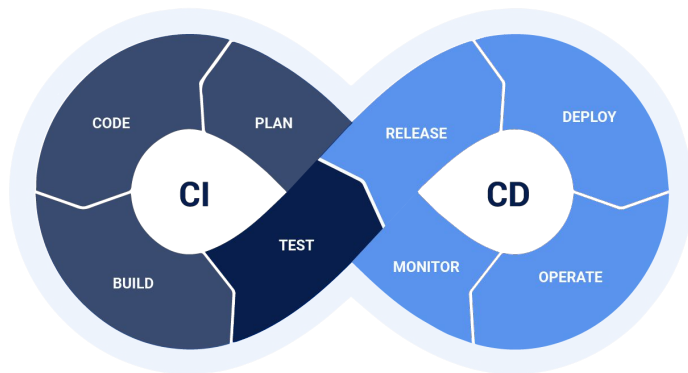 PLAN
CODE
BUILD
TEST
CI
RELEASE
DEPLOY
OPERATE
MONITOR
CD